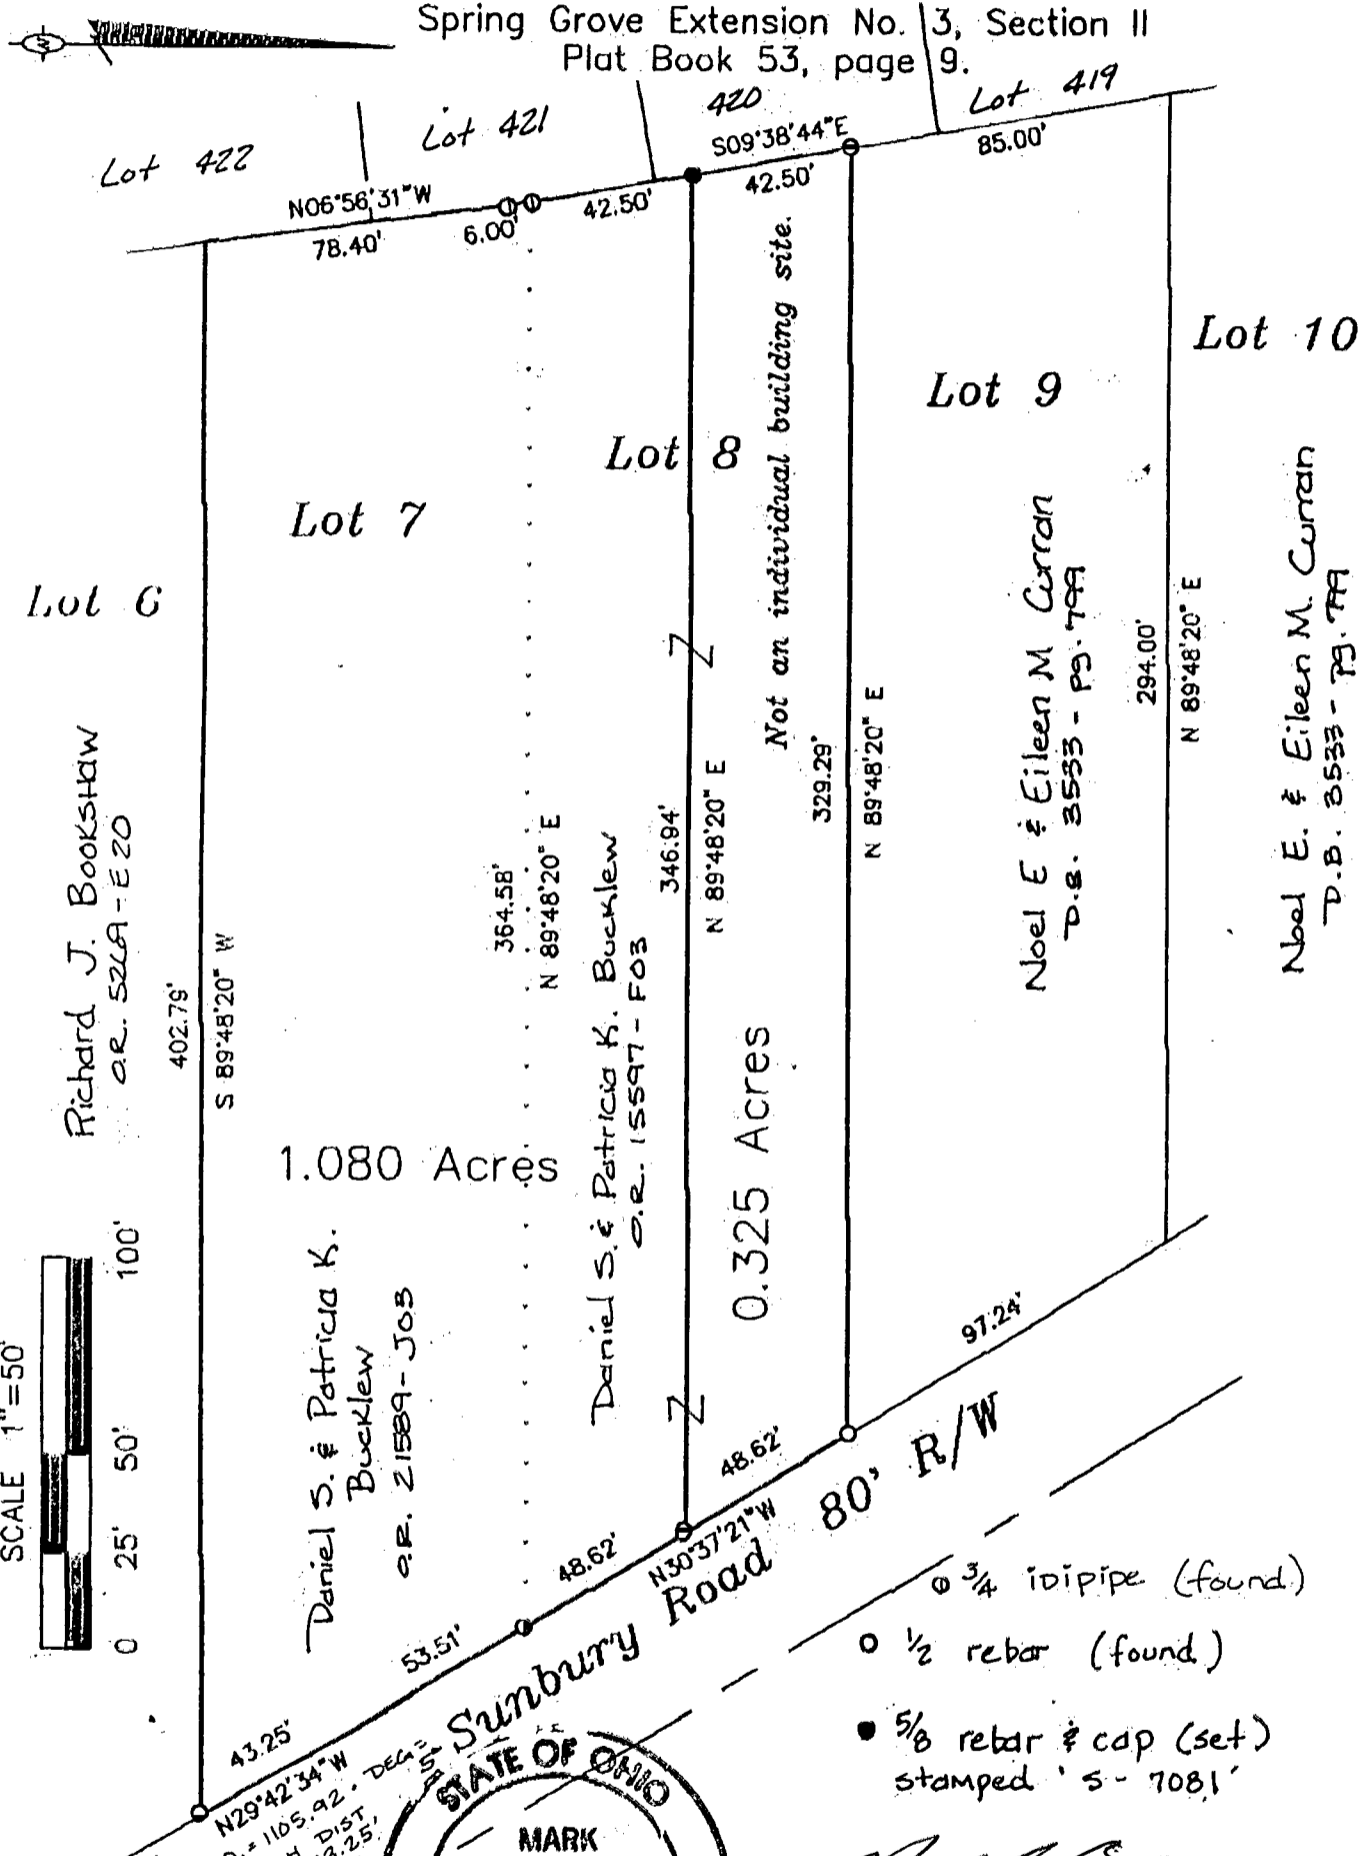 Spring Grove Extension No. 3, Section II
Plat Book 53, page 9.
N
Lot 422
Lot 421
420
Lot 419
N06°56'31"W
78.40'
6.00'
42.50'
S09°38'44"E
42.50'
85.00'
Lot 6
Lot 7
Lot 8
Not an individual building site.
Lot 9
Lot 10
Richard J. Bookshaw
402.79'
S 89°48'20" W
364.58'
N 89°48'20" E
346.94'
N 89°48'20" E
329.29'
N 89°48'20" E
294.00'
N 89°48'20" E
Daniel S. & Patricia K. Bucklew
O.R. 15597-F03
Noel E & Eileen M Curran
D.B. 3533 - pg. 799
Noel E. & Eileen M. Curran
D.B. 3533 - pg. 799
1.080 Acres
0.325 Acres
Daniel S. & Patricia K.
Bucklew
O.R. 21589-J03
SCALE 1"=50'
0 25' 50' 100'
43.25'
53.51'
48.62'
48.62'
97.24'
N29°42'34"W
N30°37'21"W
Sunbury Road 80' R/W
= 1105.92
DEG=
DIST
STATE OF OHIO
MARK
3/4 iDipipe (found)
1/2 rebar (found)
5/8 rebar & cap (set)
stamped 'S-7081'